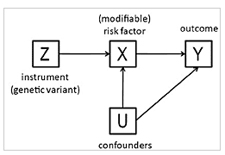 (modifiable)
risk factor
outcome
Z
X
Y
instrument
(genetic variant)
U
confounders